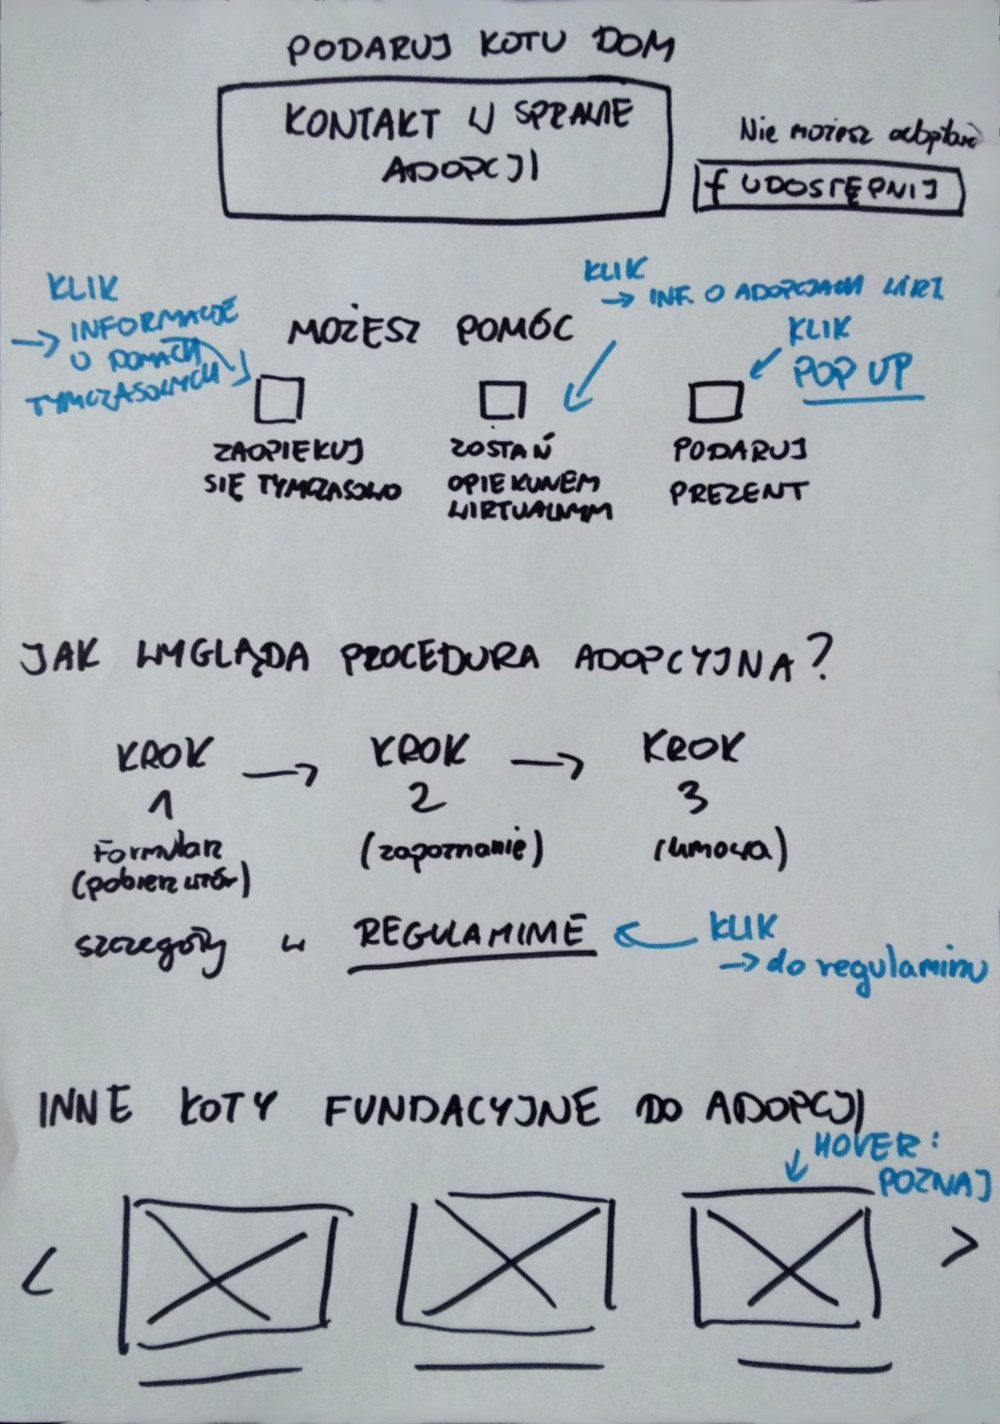 PODARUJ KOTU DOM
KONTAKT W SPRAWIE
ADOPCJI
Nie możesz adoptować
f UDOSTĘPNIJ
KLIK
→ INFORMACJE
O DOMACH
TYMCZASOWYCH
KLIK
→ INF. O ADOPCJACH WIRT.
MOŻESZ POMÓC
KLIK
POP UP
ZAOPIEKUJ
SIĘ TYMCZASOWO
ZOSTAŃ
OPIEKUNEM
WIRTUALNYM
PODARUJ
PREZENT
JAK WYGLĄDA PROCEDURA ADOPCYJNA?
KROK → KROK → KROK
1 2 3
Formularz (zapoznanie) (umowa)
(pobierz wzór)
szczegóły w REGULAMINIE
KLIK
→ do regulaminu
INNE KOTY FUNDACYJNE DO ADOPCJI
HOVER:
POZNAJ
< >